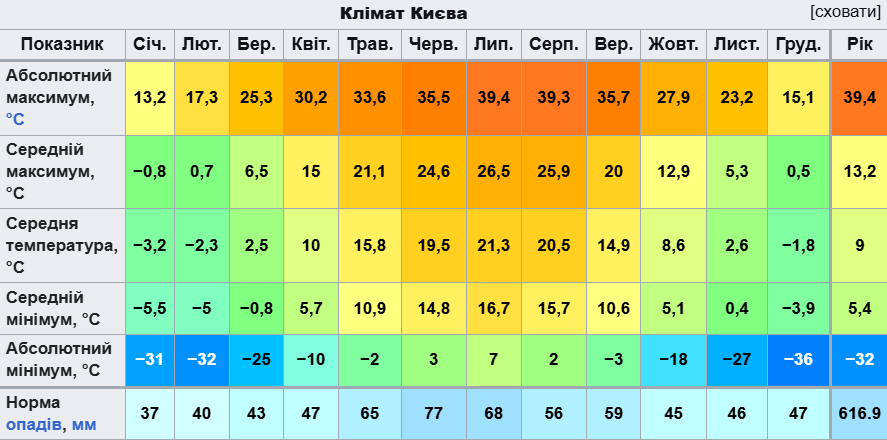 Клімат Києва [сховати]
Показник Січ. Лют. Бер. Квіт. Трав. Черв. Лип. Серп. Вер. Жовт. Лист. Груд. Рік
Абсолютний
максимум, 13,2 17,3 25,3 30,2 33,6 35,5 39,4 39,3 35,7 27,9 23,2 15,1 39,4
°C
Середній
максимум, −0,8 0,7 6,5 15 21,1 24,6 26,5 25,9 20 12,9 5,3 0,5 13,2
°C
Середня
температура, −3,2 −2,3 2,5 10 15,8 19,5 21,3 20,5 14,9 8,6 2,6 −1,8 9
°C
Середній
мінімум, °C −5,5 −5 −0,8 5,7 10,9 14,8 16,7 15,7 10,6 5,1 0,4 −3,9 5,4
Абсолютний
мінімум, °C −31 −32 −25 −10 −2 3 7 2 −3 −18 −27 −36 −32
Норма
опадів, мм 37 40 43 47 65 77 68 56 59 45 46 47 616.9